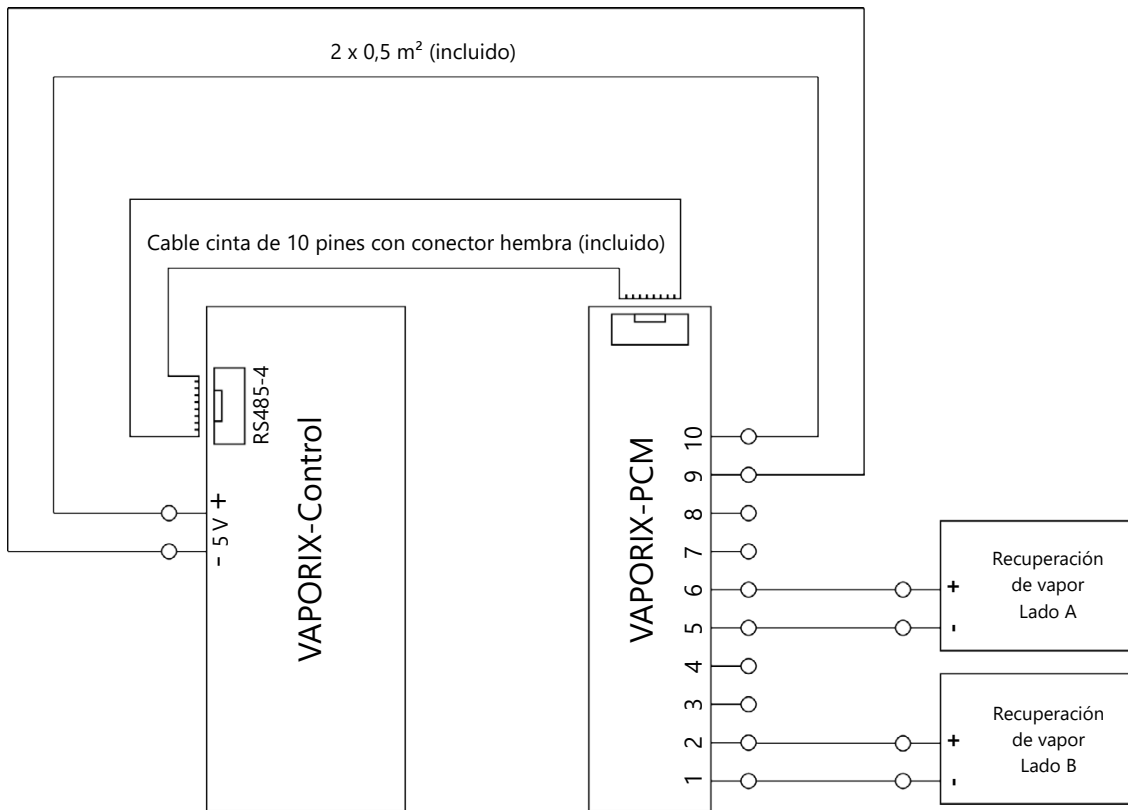 2 x 0,5 m² (incluido)
Cable cinta de 10 pines con conector hembra (incluido)
RS485-4
VAPORIX-Control
- 5 V +
VAPORIX-PCM
10
9
8
7
6
5
4
3
2
1
Recuperación
de vapor
Lado A
+
-
Recuperación
de vapor
Lado B
+
-